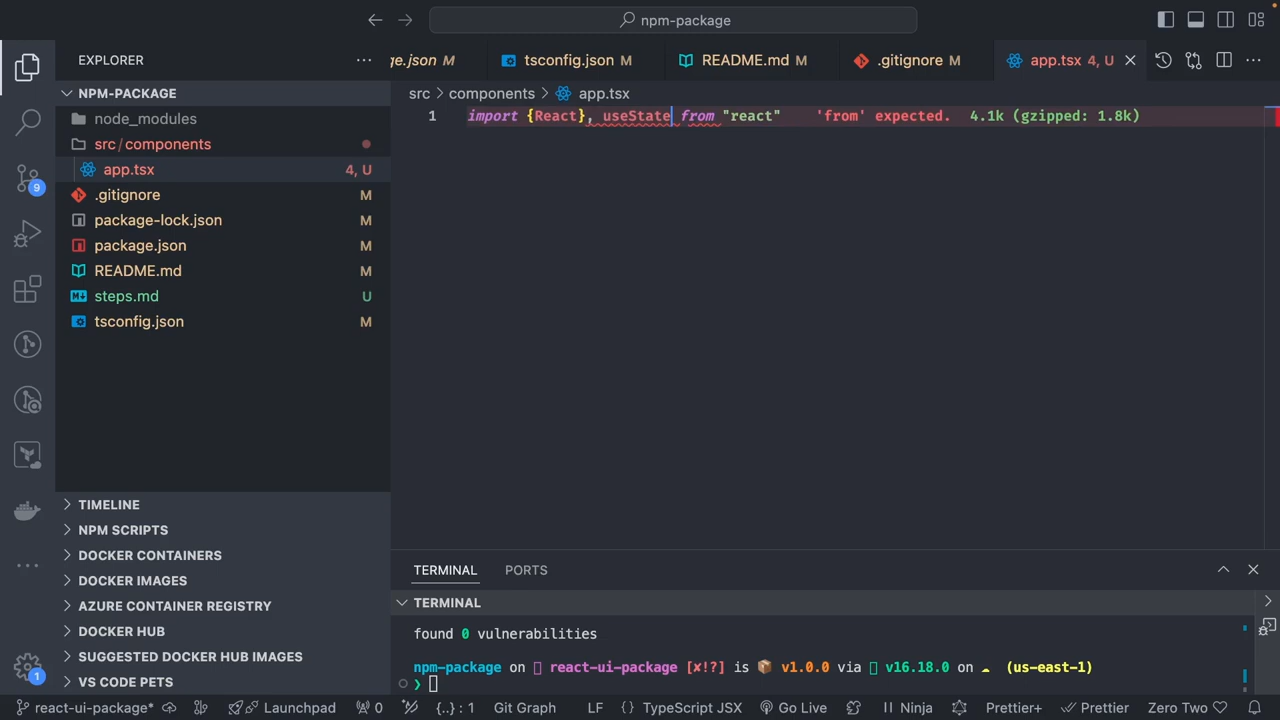 npm-package
EXPLORER
ge.json M
tsconfig.json M
README.md M
.gitignore M
app.tsx 4, U
NPM-PACKAGE
src
components
app.tsx
node_modules
1
import {React}, useState from "react"
'from' expected.
4.1k (gzipped: 1.8k)
src/components
app.tsx 4, U
.gitignore M
package-lock.json M
package.json M
README.md M
steps.md U
tsconfig.json M
9
TIMELINE
NPM SCRIPTS
DOCKER CONTAINERS
DOCKER IMAGES
AZURE CONTAINER REGISTRY
DOCKER HUB
SUGGESTED DOCKER HUB IMAGES
VS CODE PETS
1
TERMINAL
PORTS
TERMINAL
found 0 vulnerabilities
npm-package on react-ui-package [✘!?] is 📦 v1.0.0 via v16.18.0 on ☁ (us-east-1)
❯
react-ui-package* Launchpad 0 {..} : 1 Git Graph LF {} TypeScript JSX Go Live Ninja Prettier+ Prettier Zero Two